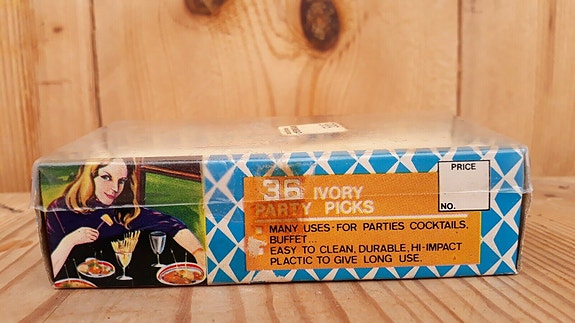 36 IVORY
PARTY PICKS
MANY USES-FOR PARTIES COCKTAILS,
BUFFET...
EASY TO CLEAN, DURABLE, HI-IMPACT
PLACTIC TO GIVE LONG USE.
PRICE
NO.